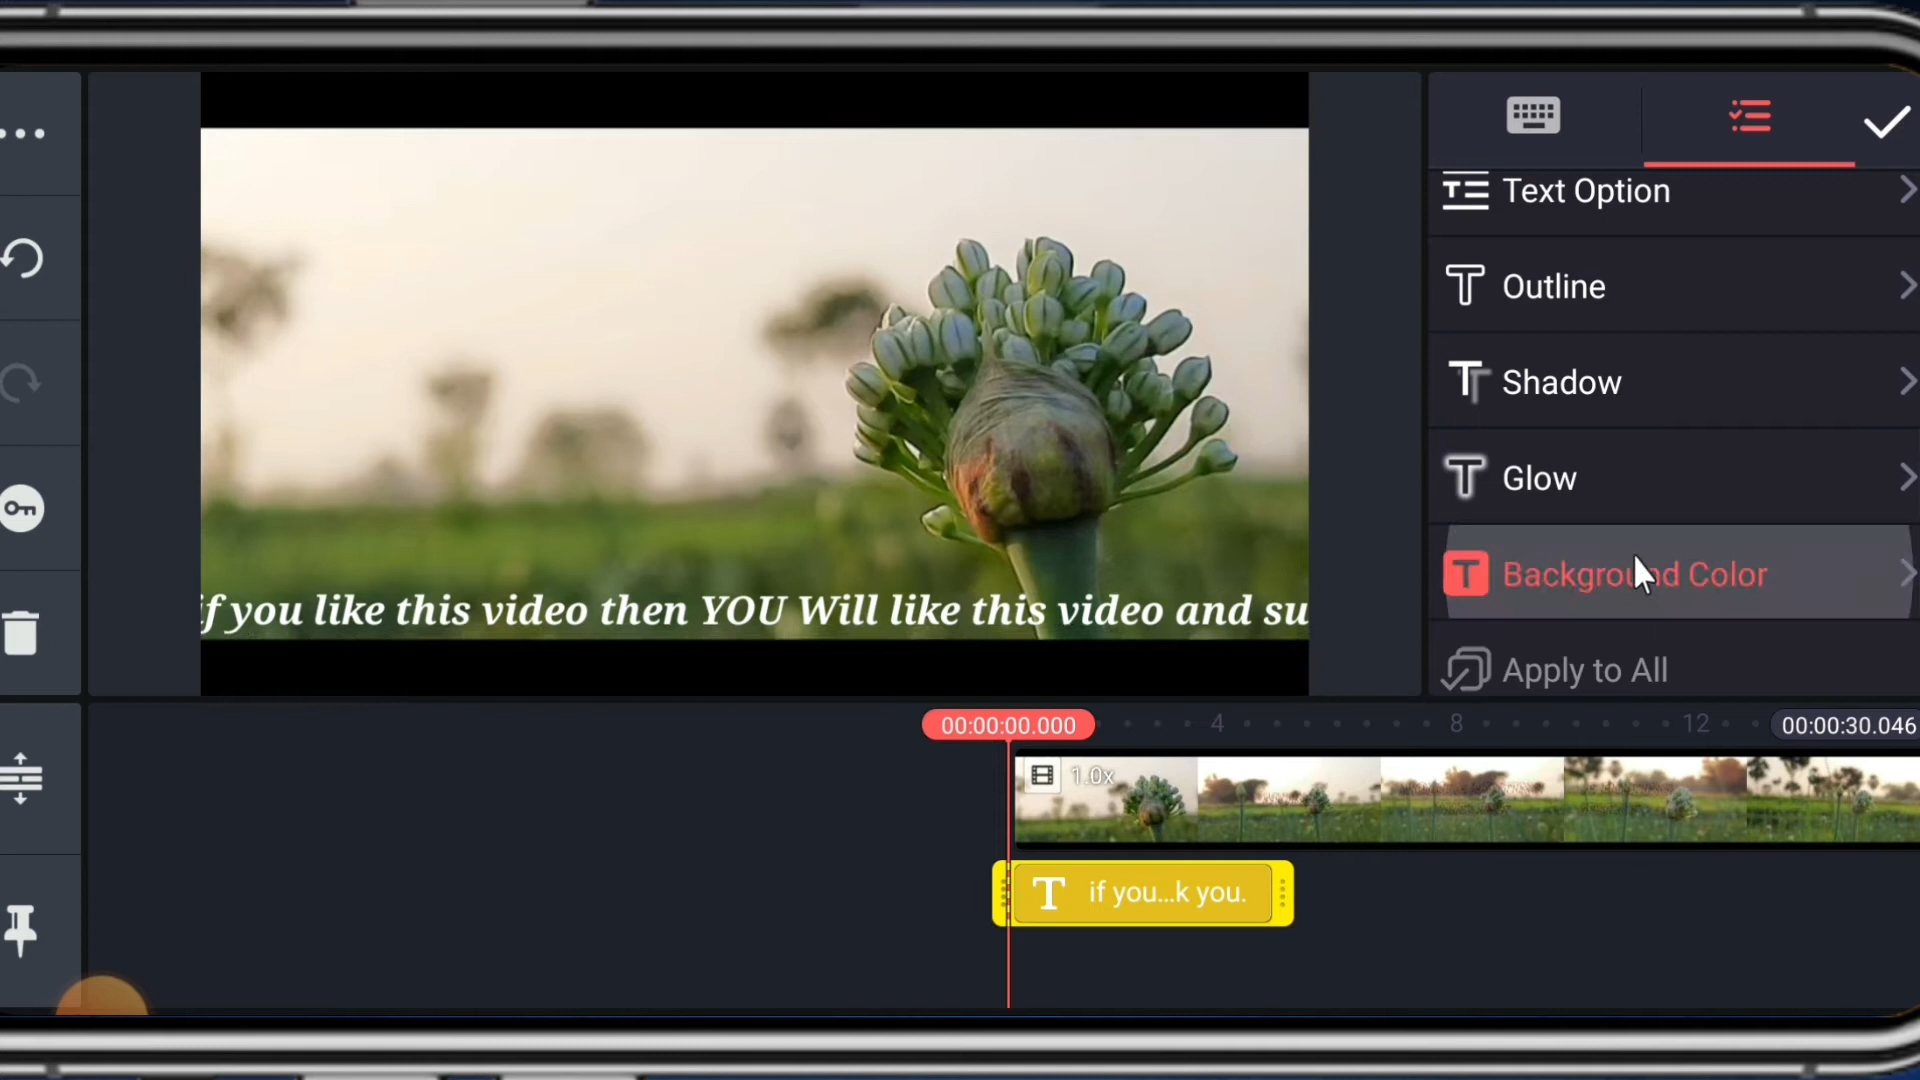 Text Option
Outline
Shadow
Glow
Background Color
Apply to All
if you like this video then YOU Will like this video and su
00:00:00.000
4
8
12
00:00:30.046
1.0x
T if you...k you.